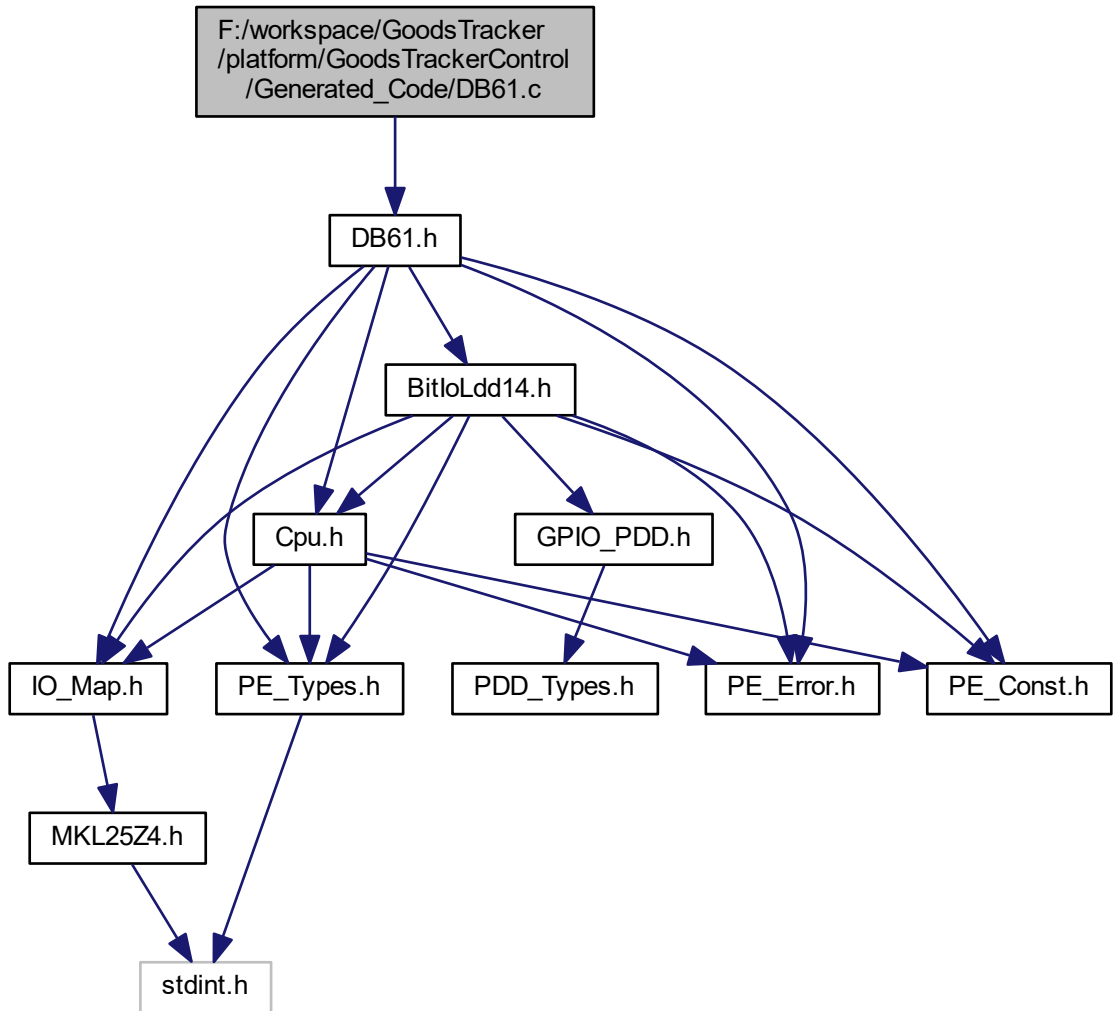 F:/workspace/GoodsTracker
/platform/GoodsTrackerControl
/Generated_Code/DB61.c
DB61.h
BitIoLdd14.h
Cpu.h
GPIO_PDD.h
IO_Map.h
PE_Types.h
PDD_Types.h
PE_Error.h
PE_Const.h
MKL25Z4.h
stdint.h